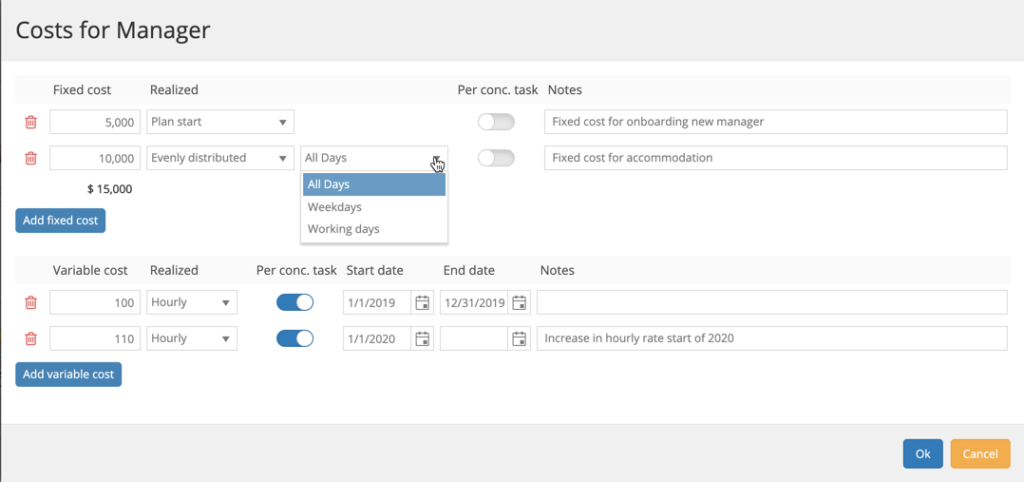 Costs for Manager
Fixed cost Realized Per conc. task Notes
5,000 Plan start Fixed cost for onboarding new manager
10,000 Evenly distributed All Days Fixed cost for accommodation
$ 15,000 All Days
Weekdays
Add fixed cost
Working days
Variable cost Realized Per conc. task Start date End date Notes
100 Hourly 1/1/2019 12/31/2019
110 Hourly 1/1/2020 Increase in hourly rate start of 2020
Add variable cost
Ok Cancel